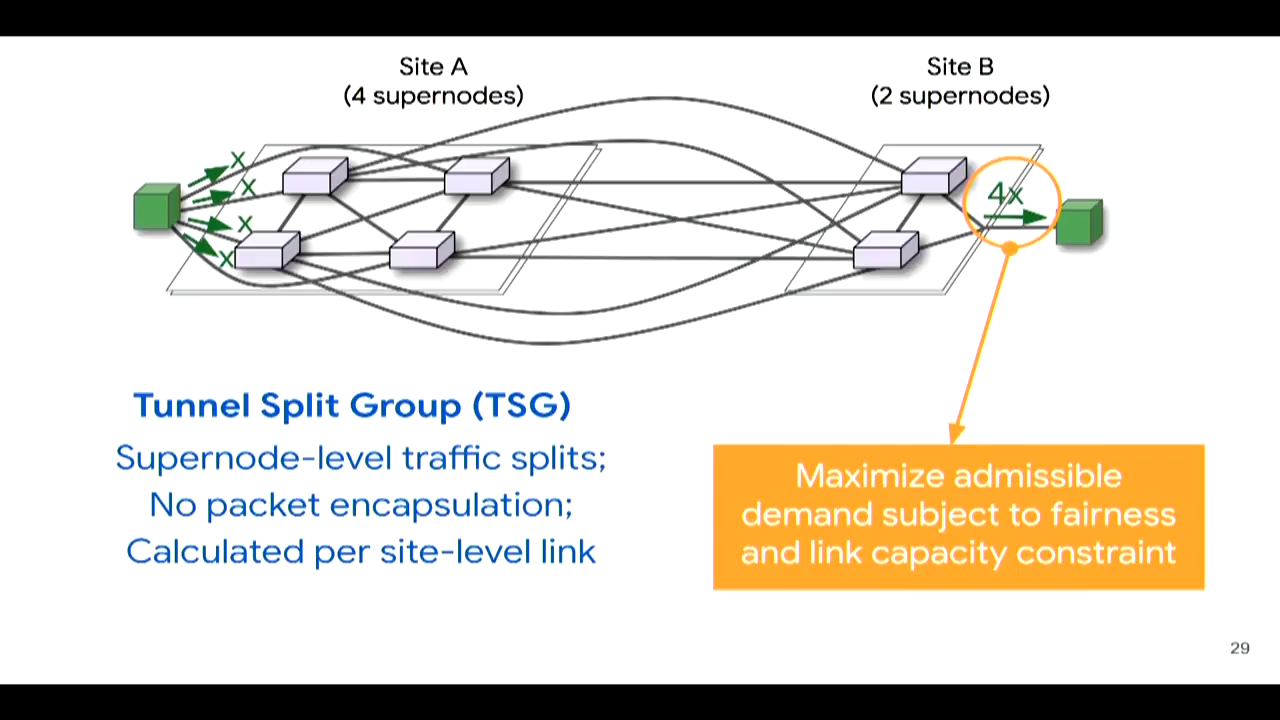 Site A
(4 supernodes)
Site B
(2 supernodes)
x
x
x
x
4x
Tunnel Split Group (TSG)
Supernode-level traffic splits;
No packet encapsulation;
Calculated per site-level link
Maximize admissible
demand subject to fairness
and link capacity constraint
29